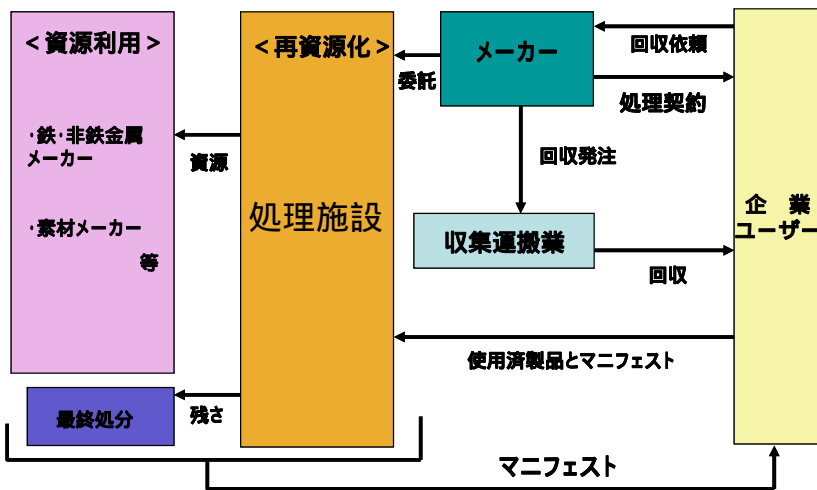 ＜資源利用＞
・鉄・非鉄金属
メーカー
・素材メーカー
等
最終処分
資源
残さ
＜再資源化＞
処理施設
委託
メーカー
回収発注
収集運搬業
回収依頼
処理契約
回収
使用済製品とマニフェスト
企　業
ユーザー
マニフェスト